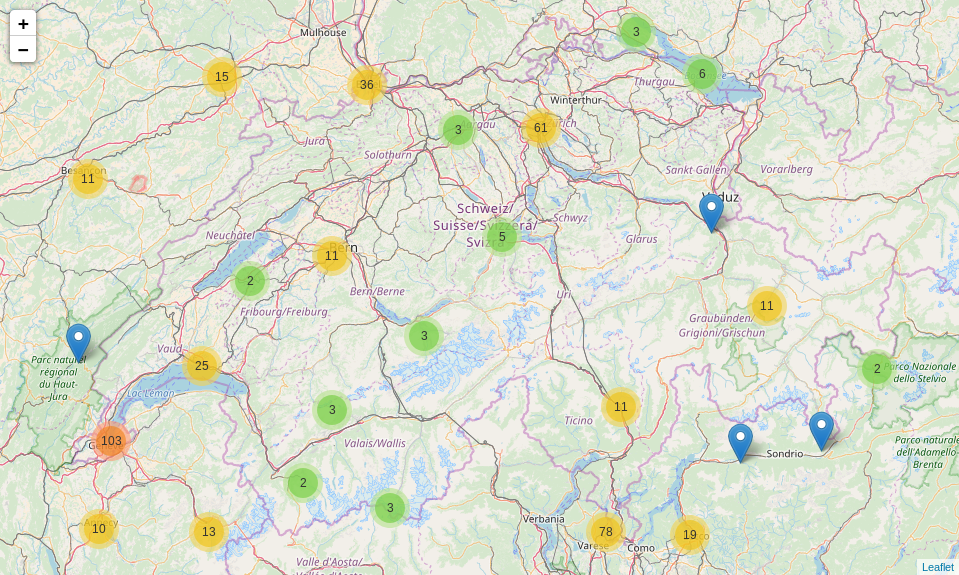 +
−
Mulhouse
3
15
36
6
Thurgau
Winterthur
3
61
Jura
Solothurn
11
Sankt Gallen
Vorarlberg
Vaduz
Schweiz/
Suisse/Svizzera/
Svizra
Schwyz
5
Neuchâtel
Glarus
Bern
11
2
Bern/Berne
Uri
Fribourg/Freiburg
11
Graubünden/
Grigioni/Grischun
3
Vaud
25
Parc naturel
régional
du Haut-
Jura
2
Parco Nazionale
dello Stelvio
Lac Léman
3
11
Ticino
103
Valais/Wallis
Sondrio
Parco naturale
dell'Adamello-
Brenta
2
3
10
13
Verbania
78
19
Varese
Como
Valle d'Aosta/
Leaflet